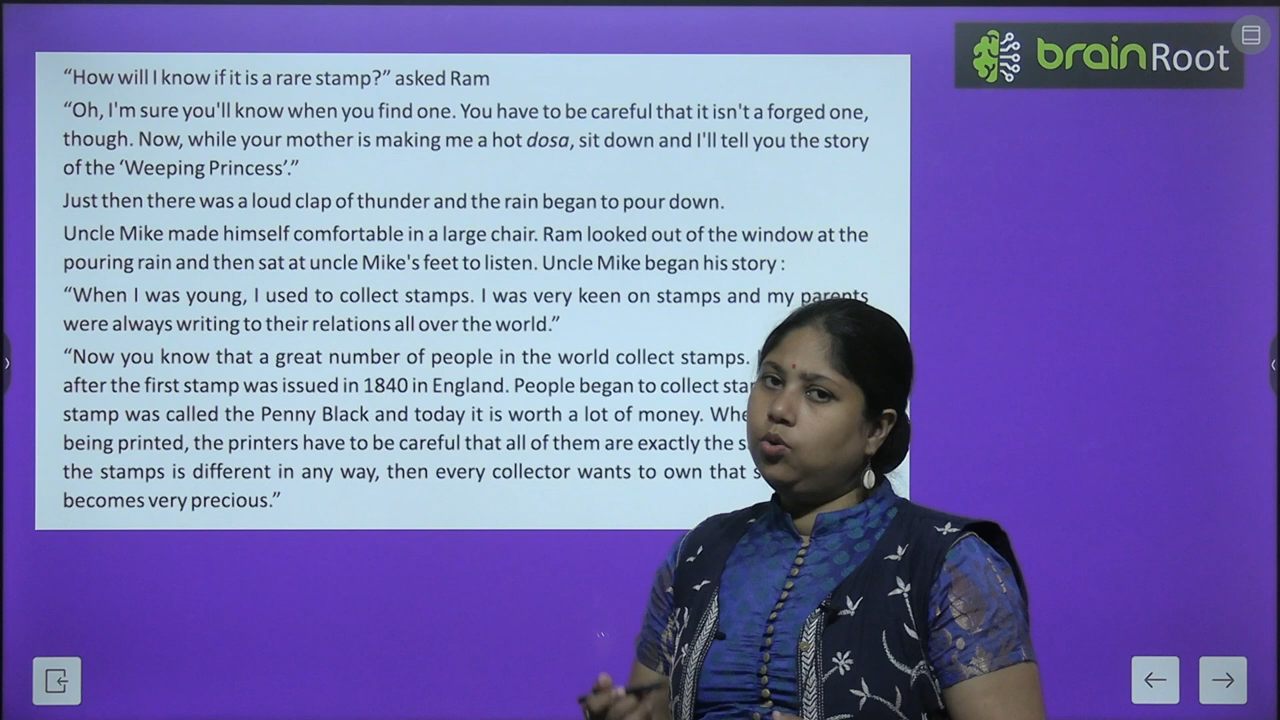 brainRoot
“How will I know if it is a rare stamp?” asked Ram
“Oh, I'm sure you'll know when you find one. You have to be careful that it isn't a forged one,
though. Now, while your mother is making me a hot dosa, sit down and I'll tell you the story
of the ‘Weeping Princess’.”
Just then there was a loud clap of thunder and the rain began to pour down.
Uncle Mike made himself comfortable in a large chair. Ram looked out of the window at the
pouring rain and then sat at uncle Mike's feet to listen. Uncle Mike began his story :
“When I was young, I used to collect stamps. I was very keen on stamps and my parents
were always writing to their relations all over the world.”
“Now you know that a great number of people in the world collect stamps.
after the first stamp was issued in 1840 in England. People began to collect
stamp was called the Penny Black and today it is worth a lot of money.
being printed, the printers have to be careful that all of them are exactly the
the stamps is different in any way, then every collector wants to own that
becomes very precious.”